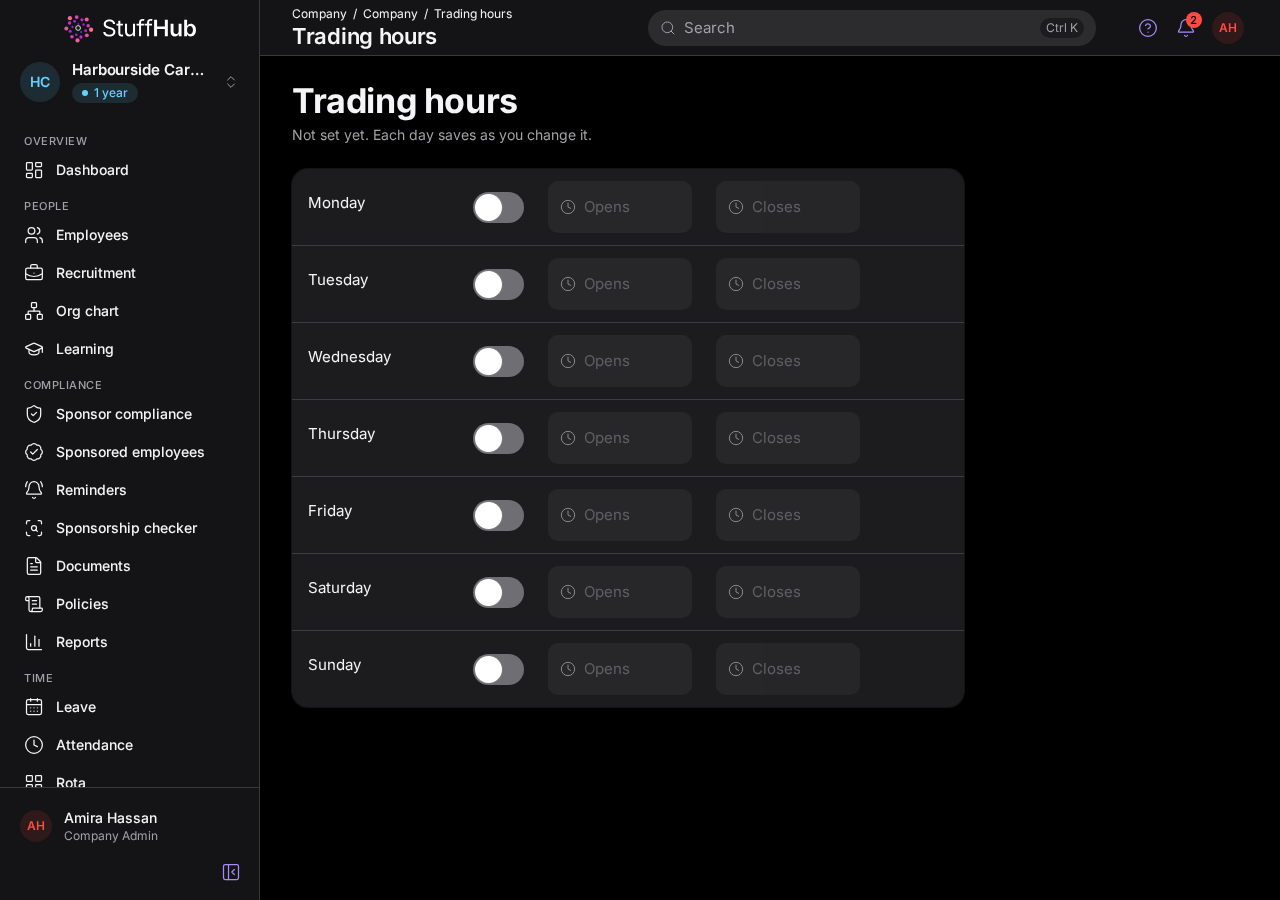 StuffHub
HC
Harbourside Car...
1 year
OVERVIEW
Dashboard
PEOPLE
Employees
Recruitment
Org chart
Learning
COMPLIANCE
Sponsor compliance
Sponsored employees
Reminders
Sponsorship checker
Documents
Policies
Reports
TIME
Leave
Attendance
Rota
AH
Amira Hassan
Company Admin
Company / Company / Trading hours
Trading hours
Search
Ctrl K
2
AH
Trading hours
Not set yet. Each day saves as you change it.
Monday Opens Closes
Tuesday Opens Closes
Wednesday Opens Closes
Thursday Opens Closes
Friday Opens Closes
Saturday Opens Closes
Sunday Opens Closes